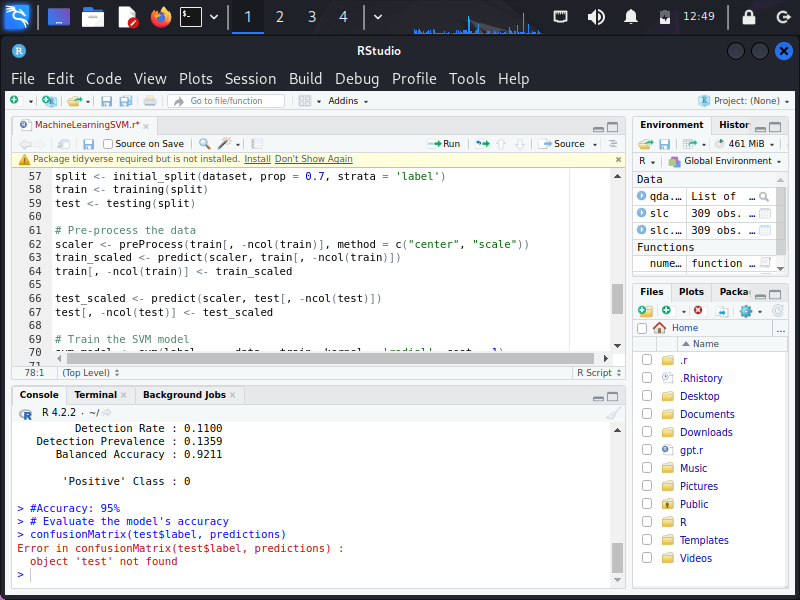 1 2 3 4 12:49
RStudio
File Edit Code View Plots Session Build Debug Profile Tools Help
Go to file/function Addins Project: (None)
MachineLearningSVM.r*
Source on Save Run Source
Package tidyverse required but is not installed. Install Don't Show Again
57 split <- initial_split(dataset, prop = 0.7, strata = 'label')
58 train <- training(split)
59 test <- testing(split)
60
61 # Pre-process the data
62 scaler <- preProcess(train[, -ncol(train)], method = c("center", "scale"))
63 train_scaled <- predict(scaler, train[, -ncol(train)])
64 train[, -ncol(train)] <- train_scaled
65
66 test_scaled <- predict(scaler, test[, -ncol(test)])
67 test[, -ncol(test)] <- test_scaled
68
69 # Train the SVM model
70
71
78:1 (Top Level) R Script
Console Terminal Background Jobs
R 4.2.2 · ~/
Detection Rate : 0.1100
Detection Prevalence : 0.1359
Balanced Accuracy : 0.9211
'Positive' Class : 0
> #Accuracy: 95%
> # Evaluate the model's accuracy
> confusionMatrix(test$label, predictions)
Error in confusionMatrix(test$label, predictions) :
object 'test' not found
>
Environment Histor
461 MiB
R Global Environment
Data
qda.… List of …
slc 309 obs. …
slc.… 309 obs. …
Functions
nume… function …
Files Plots Packa
Home ...
Name
.r
.Rhistory
Desktop
Documents
Downloads
gpt.r
Music
Pictures
Public
R
Templates
Videos